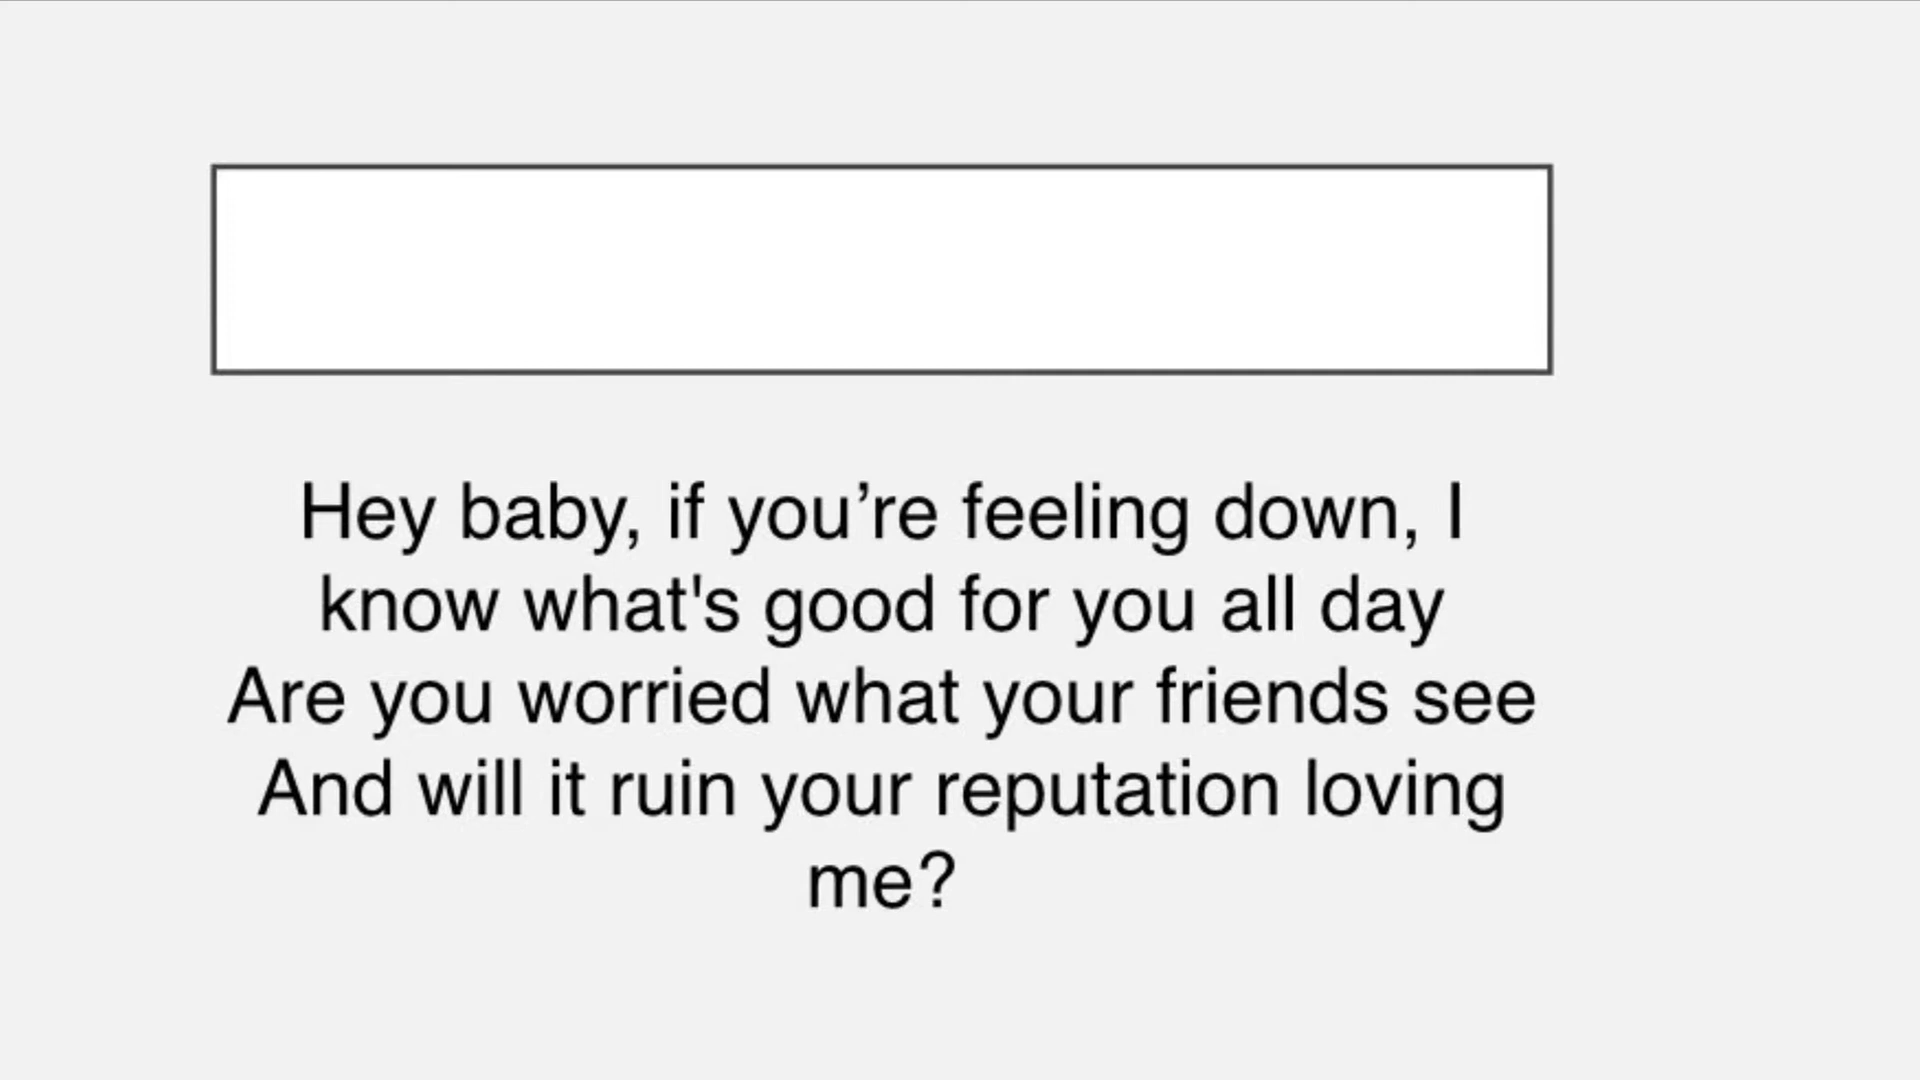 Hey baby, if you’re feeling down, I
know what's good for you all day
Are you worried what your friends see
And will it ruin your reputation loving
me?